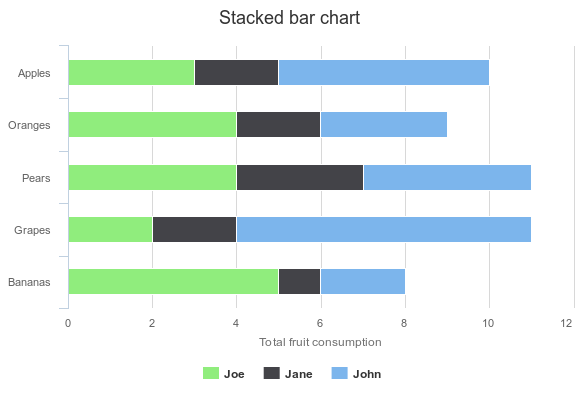 Stacked bar chart
Apples
Oranges
Pears
Grapes
Bananas
0 2 4 6 8 10 12
Total fruit consumption
Joe Jane John